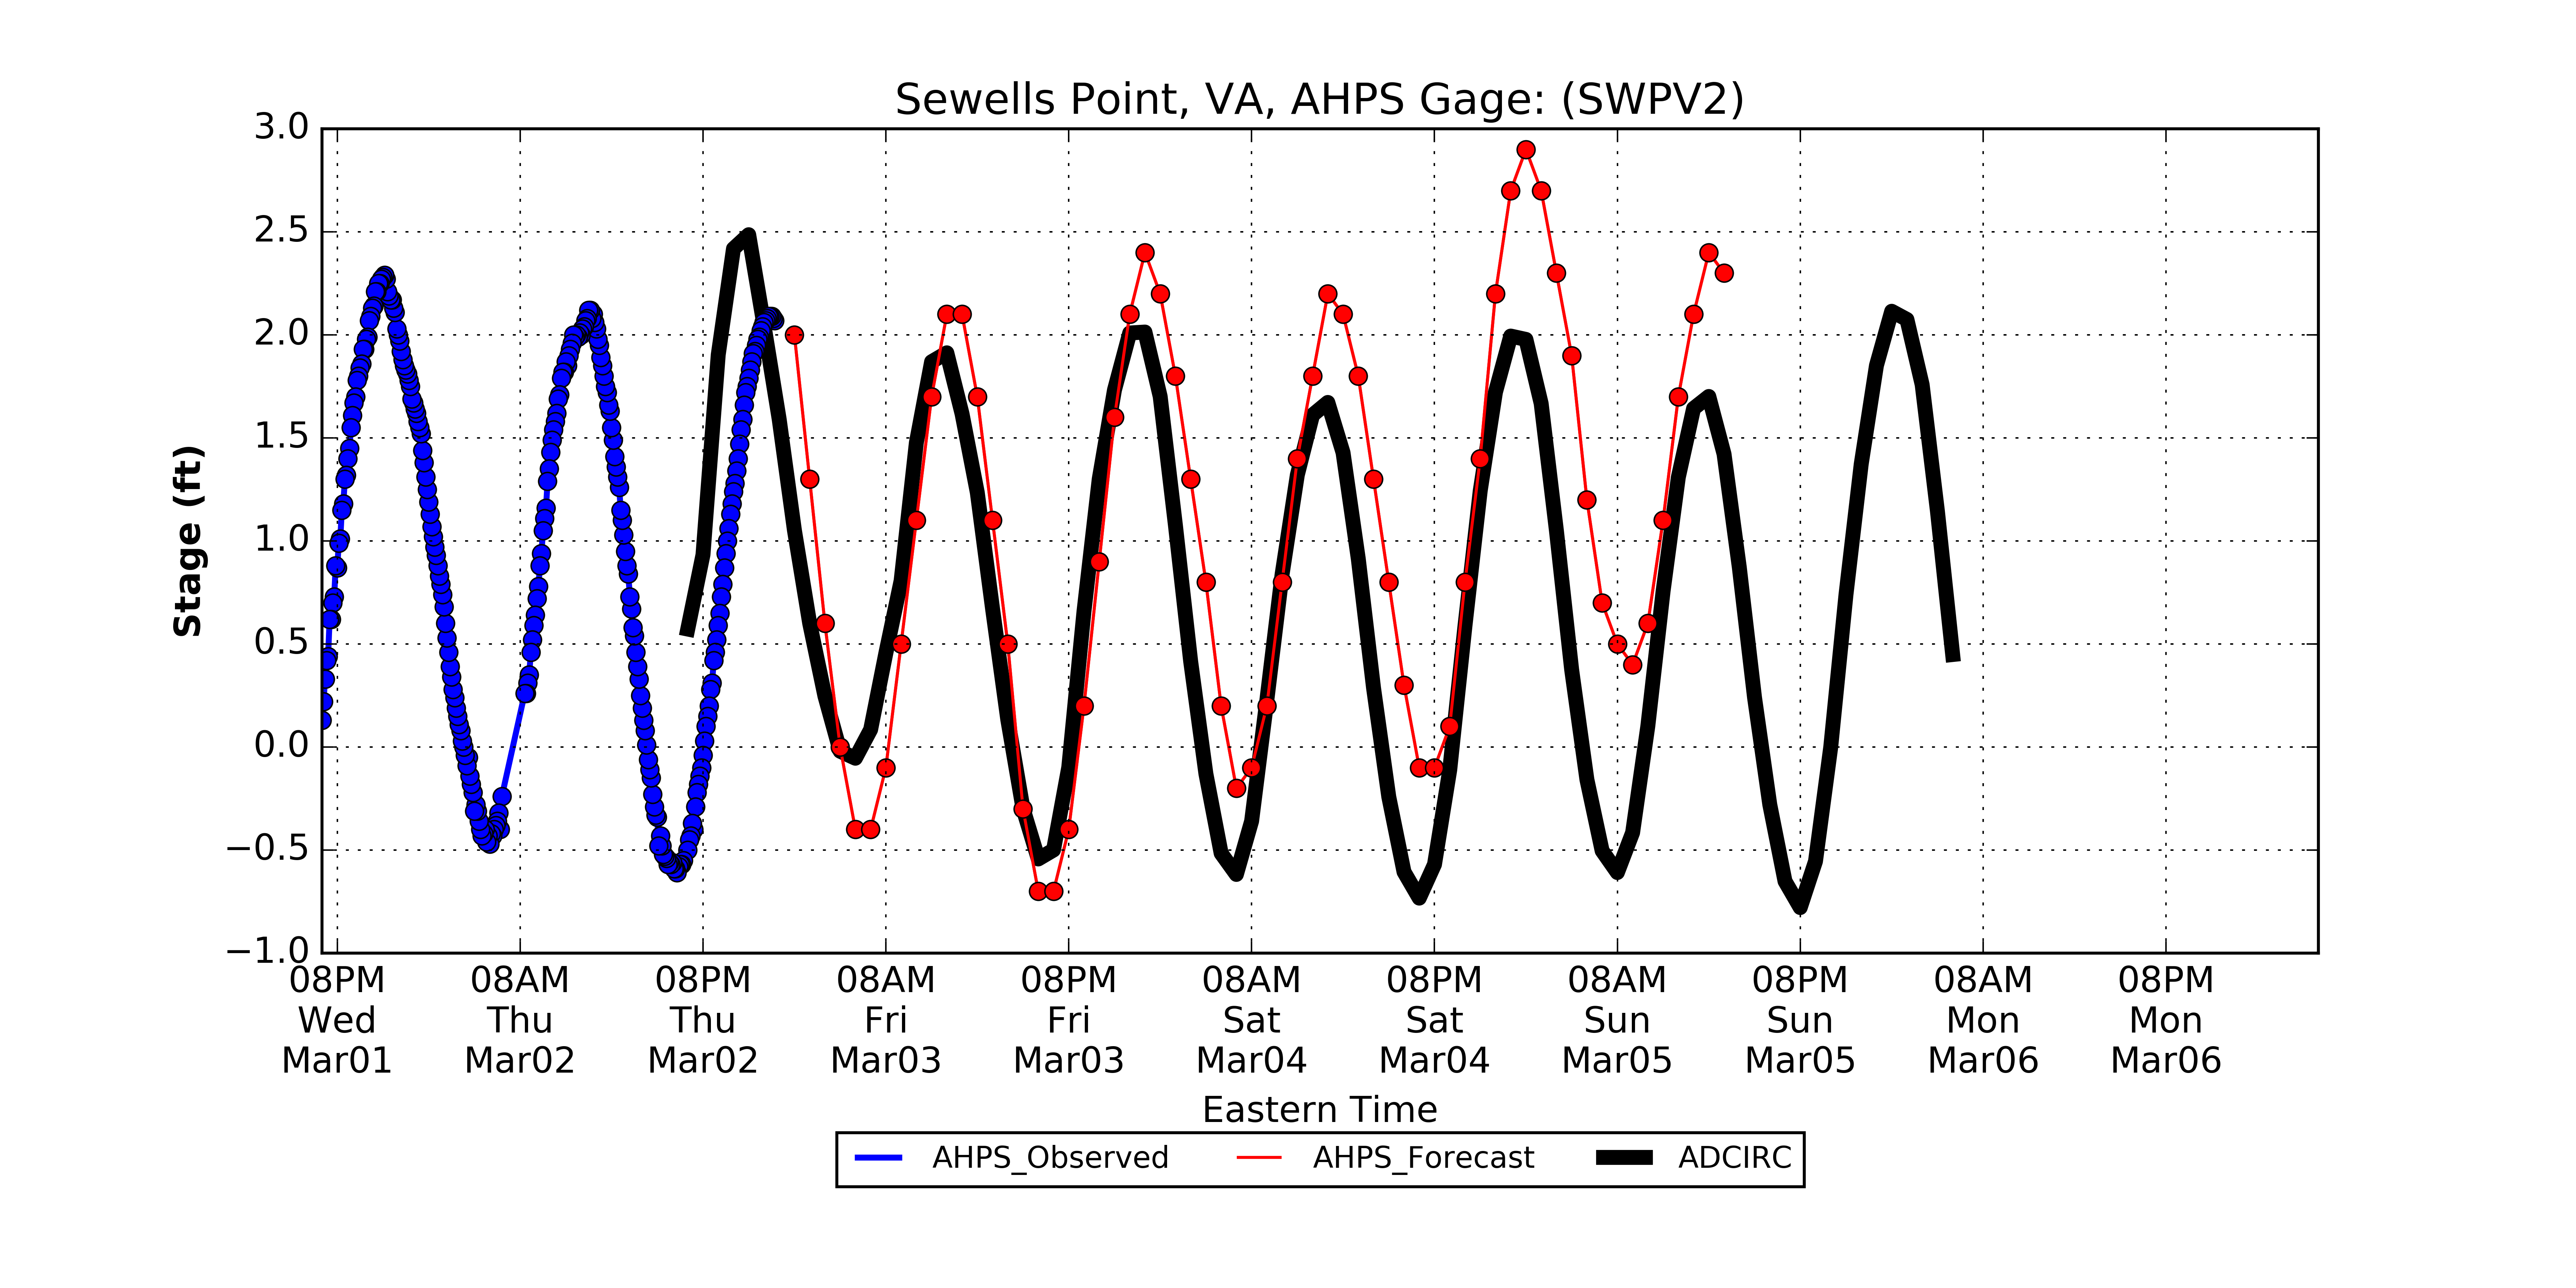 Sewells Point, VA, AHPS Gage: (SWPV2)
3.0
2.5
2.0
1.5
1.0
0.5
0.0
−0.5
−1.0
Stage (ft)
08PM 08AM 08PM 08AM 08PM 08AM 08PM 08AM 08PM 08AM 08PM
Wed Thu Thu Fri Fri Sat Sat Sun Sun Mon Mon
Mar01 Mar02 Mar02 Mar03 Mar03 Mar04 Mar04 Mar05 Mar05 Mar06 Mar06
Eastern Time
AHPS_Observed AHPS_Forecast ADCIRC